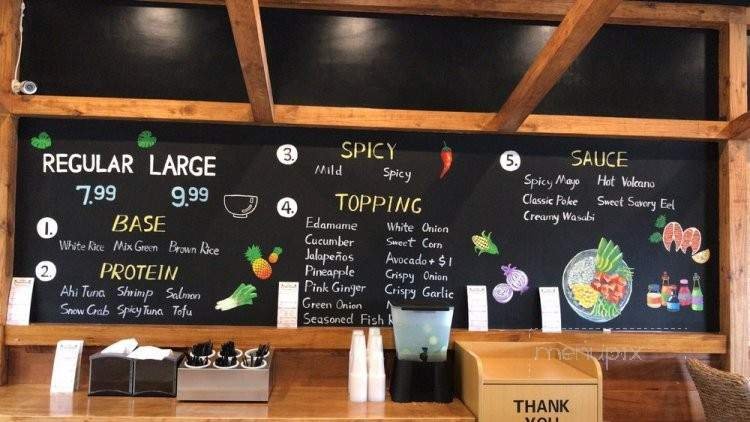 REGULAR LARGE
7.99 9.99
1. BASE
White Rice Mix Green Brown Rice
2. PROTEIN
Ahi Tuna Shrimp Salmon
Snow Crab Spicy Tuna Tofu
3. SPICY
Mild Spicy
4. TOPPING
Edamame White Onion
Cucumber Sweet Corn
Jalapeños Avocado + $1
Pineapple Crispy Onion
Pink Ginger Crispy Garlic
Green Onion
Seasoned Fish
5. SAUCE
Spicy Mayo Hot Volcano
Classic Poke Sweet Savory Eel
Creamy Wasabi
menupix
THANK
YOU